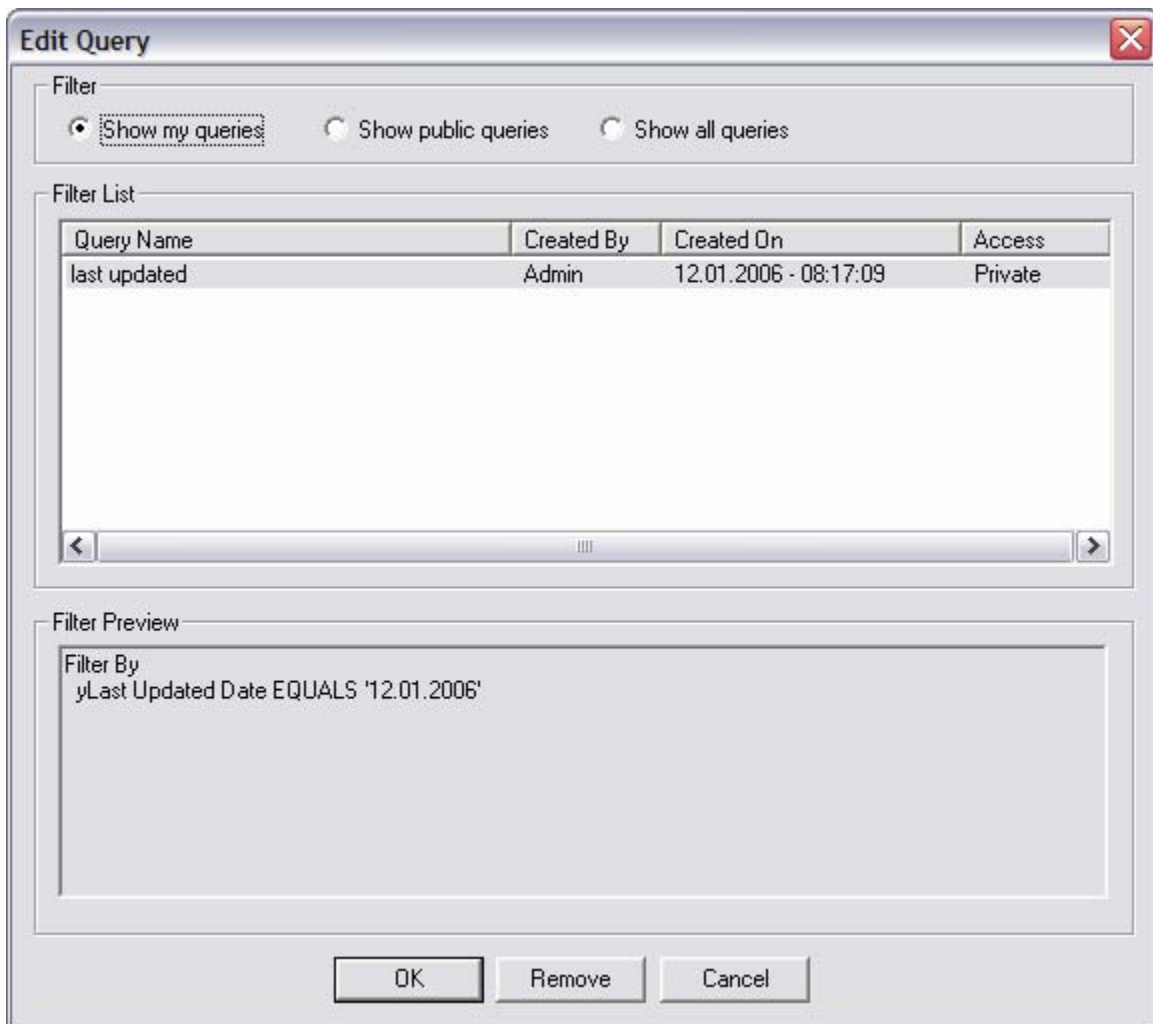 Edit Query
Filter
Show my queries Show public queries Show all queries
Filter List
Query Name Created By Created On Access
last updated Admin 12.01.2006 - 08:17:09 Private
Filter Preview
Filter By
yLast Updated Date EQUALS '12.01.2006'
OK Remove Cancel